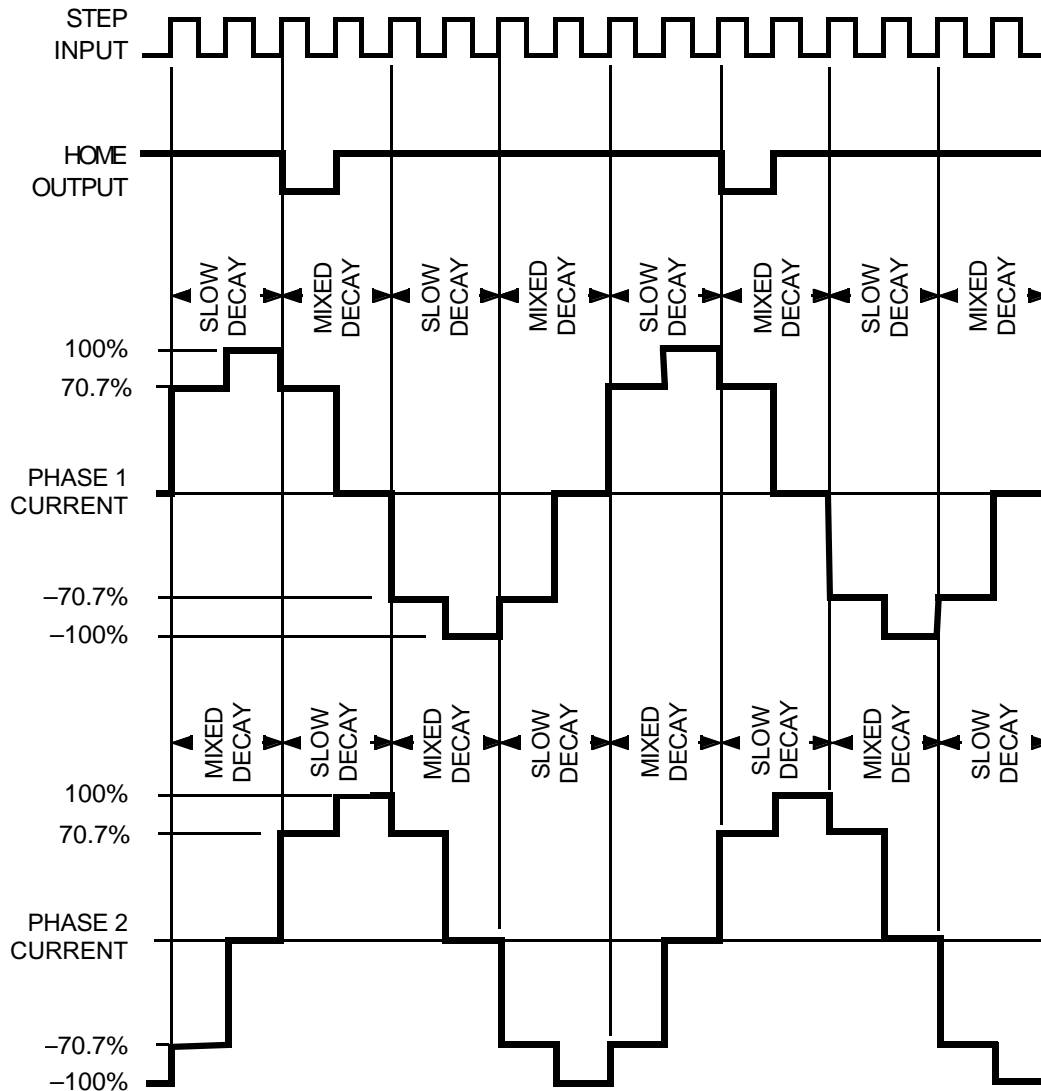 STEP
INPUT
HOME
OUTPUT
SLOW
DECAY
MIXED
DECAY
SLOW
DECAY
MIXED
DECAY
SLOW
DECAY
MIXED
DECAY
SLOW
DECAY
MIXED
DECAY
100%
70.7%
PHASE 1
CURRENT
–70.7%
–100%
MIXED
DECAY
SLOW
DECAY
MIXED
DECAY
SLOW
DECAY
MIXED
DECAY
SLOW
DECAY
MIXED
DECAY
SLOW
DECAY
100%
70.7%
PHASE 2
CURRENT
–70.7%
–100%